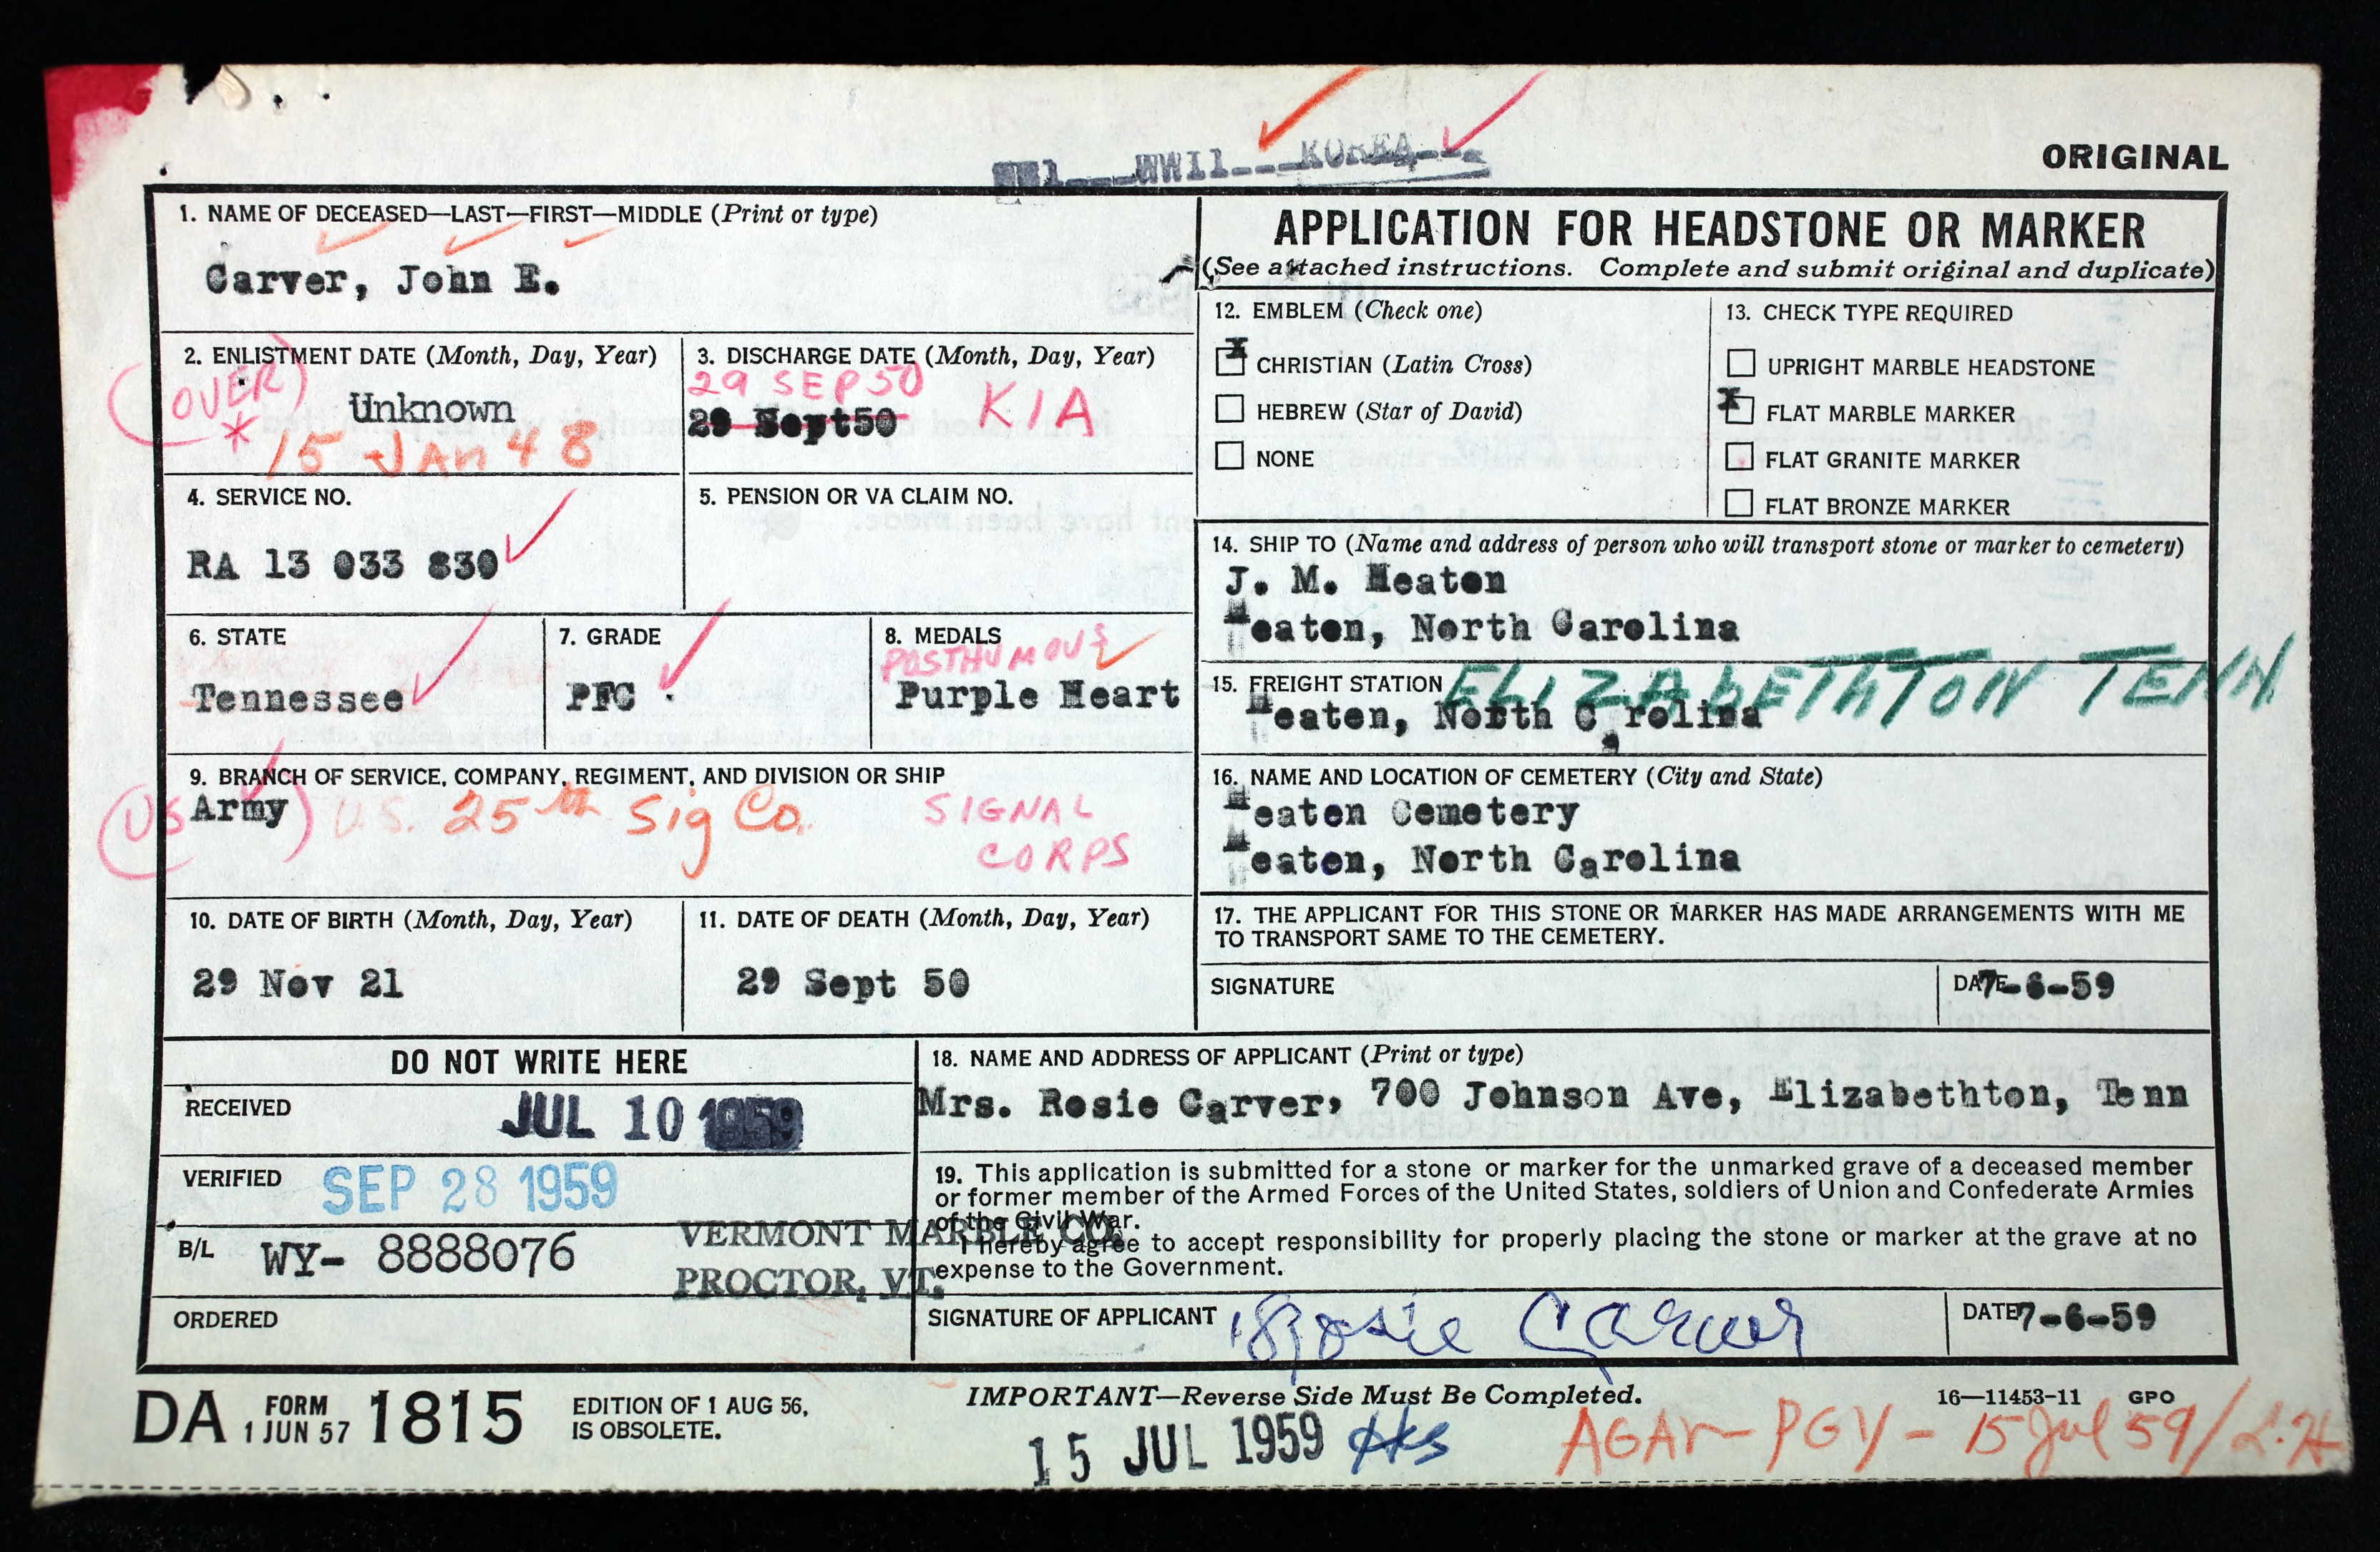 WW1___WWII___KOREA
ORIGINAL
1. NAME OF DECEASED—LAST—FIRST—MIDDLE (Print or type)
Carver, John E.
2. ENLISTMENT DATE (Month, Day, Year)
(OVER)
*
Unknown
15 JAN 48
3. DISCHARGE DATE (Month, Day, Year)
29 SEP 50
29 Sept50
KIA
4. SERVICE NO.
RA 13 033 830
5. PENSION OR VA CLAIM NO.
6. STATE
Tennessee
7. GRADE
PFC
8. MEDALS
POSTHUMOUS
Purple Heart
9. BRANCH OF SERVICE, COMPANY, REGIMENT, AND DIVISION OR SHIP
(US Army) U.S. 25th Sig Co. SIGNAL
CORPS
10. DATE OF BIRTH (Month, Day, Year)
29 Nov 21
11. DATE OF DEATH (Month, Day, Year)
29 Sept 50
APPLICATION FOR HEADSTONE OR MARKER
(See attached instructions. Complete and submit original and duplicate)
12. EMBLEM (Check one)
X CHRISTIAN (Latin Cross)
HEBREW (Star of David)
NONE
13. CHECK TYPE REQUIRED
UPRIGHT MARBLE HEADSTONE
X FLAT MARBLE MARKER
FLAT GRANITE MARKER
FLAT BRONZE MARKER
14. SHIP TO (Name and address of person who will transport stone or marker to cemetery)
J. M. Heaton
Heaton, North Carolina
15. FREIGHT STATION
ELIZABETHTON TENN.
Heaton, North Carolina
16. NAME AND LOCATION OF CEMETERY (City and State)
Heaton Cemetery
Heaton, North Carolina
17. THE APPLICANT FOR THIS STONE OR MARKER HAS MADE ARRANGEMENTS WITH ME
TO TRANSPORT SAME TO THE CEMETERY.
SIGNATURE
DATE 7-6-59
DO NOT WRITE HERE
RECEIVED JUL 10 1959
VERIFIED SEP 28 1959
B/L WY- 8888076
VERMONT MARBLE CO.
PROCTOR, VT.
ORDERED
18. NAME AND ADDRESS OF APPLICANT (Print or type)
Mrs. Rosie Carver, 700 Johnson Ave, Elizabethton, Tenn
19. This application is submitted for a stone or marker for the unmarked grave of a deceased member
or former member of the Armed Forces of the United States, soldiers of Union and Confederate Armies
of the Civil War.
I hereby agree to accept responsibility for properly placing the stone or marker at the grave at no
expense to the Government.
SIGNATURE OF APPLICANT Rosie Carver
DATE 7-6-59
DA FORM 1 JUN 57 1815
EDITION OF 1 AUG 56,
IS OBSOLETE.
IMPORTANT—Reverse Side Must Be Completed.
16—11453-11 GPO
15 JUL 1959
AGAr-PGY - 15 Jul 59/L.H